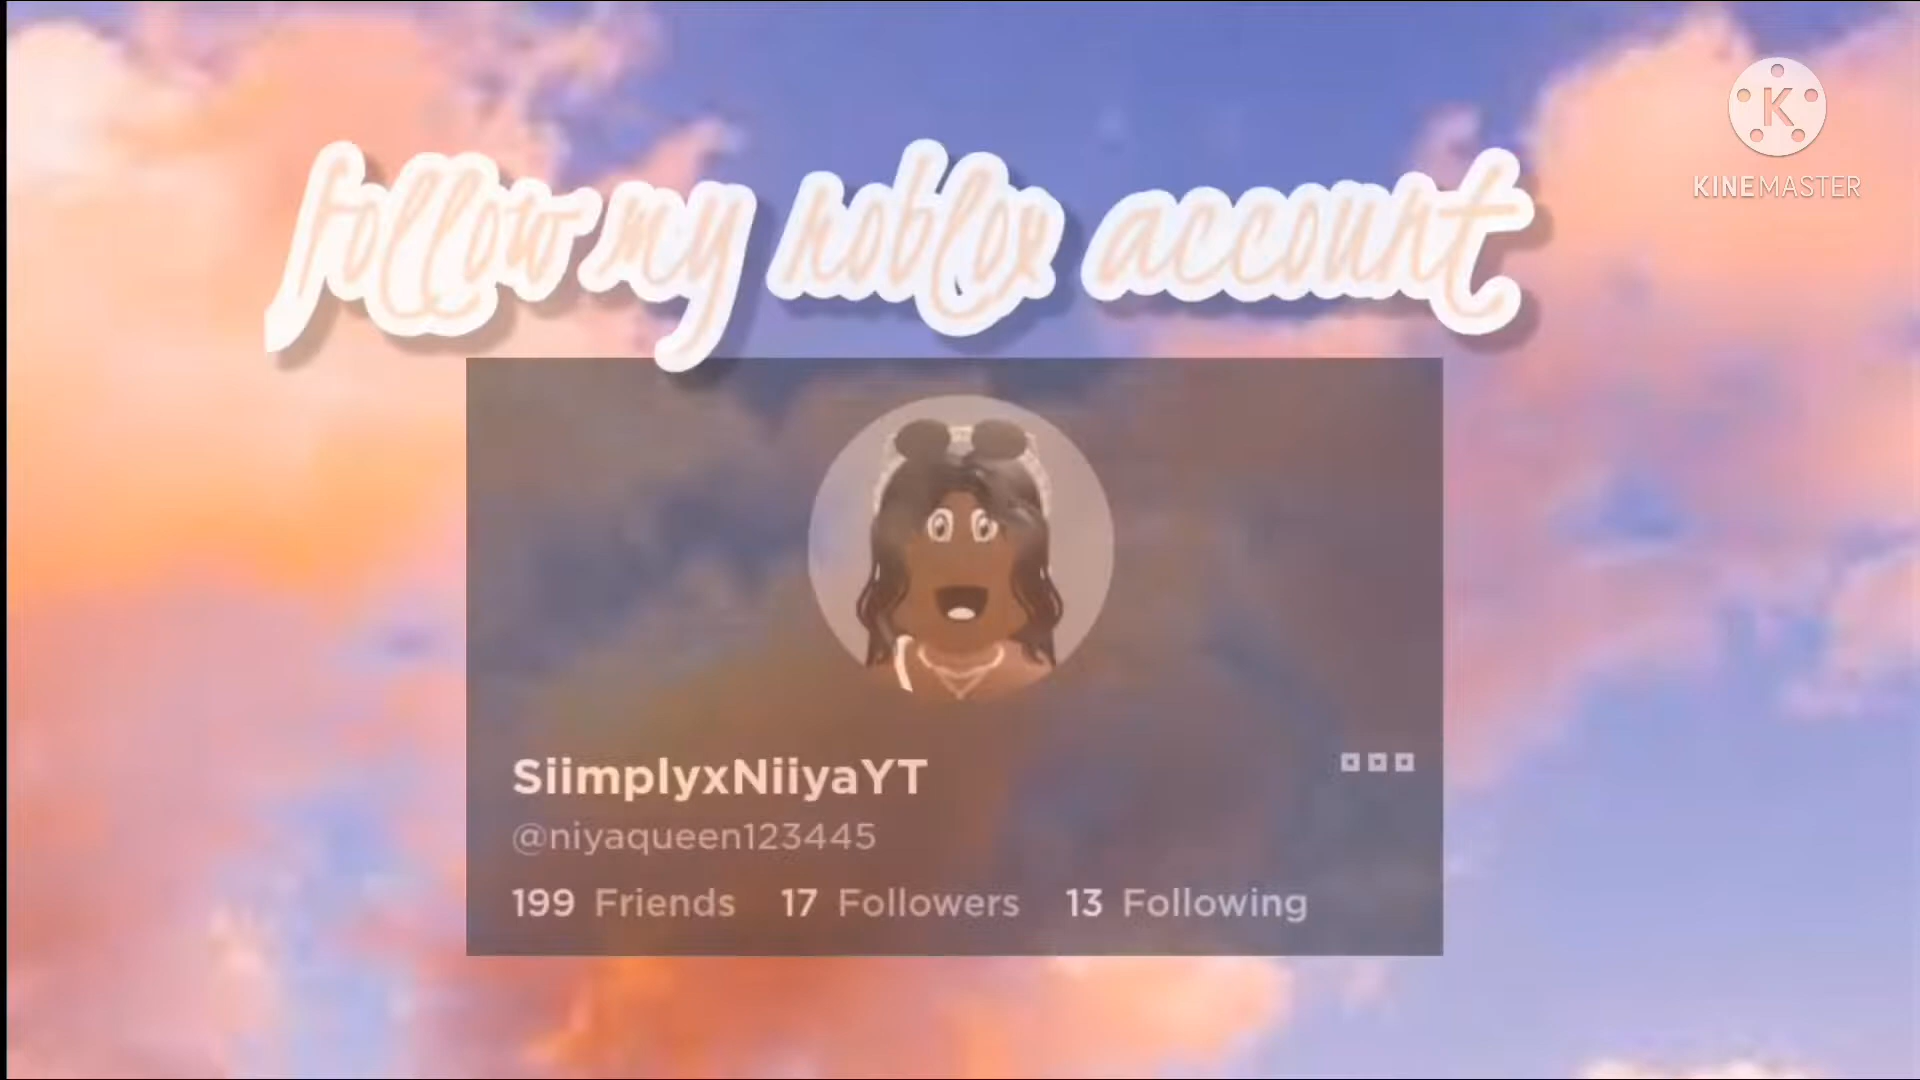 follow my roblox account
K
KINEMASTER
SiimplyxNiiyaYT
@niyaqueen123445
199 Friends 17 Followers 13 Following